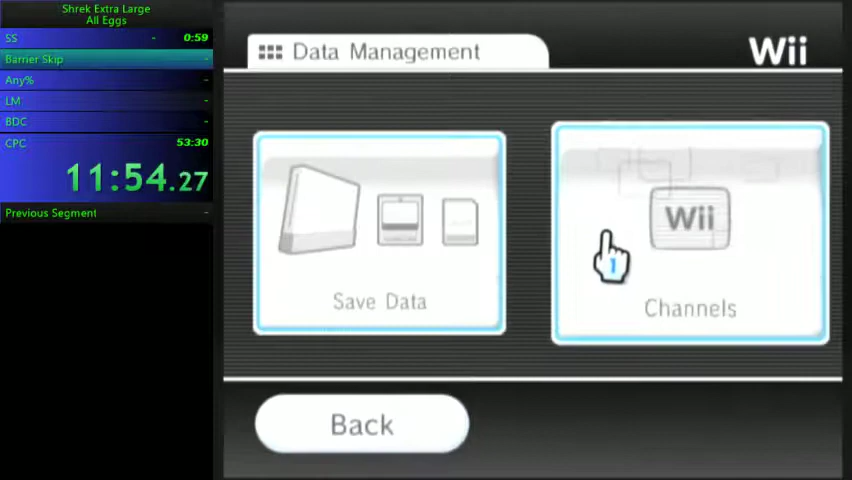 Shrek Extra Large
All Eggs
SS - 0:59
Barrier Skip -
Any% -
LM -
BDC -
CPC 53:30
11:54.27
Previous Segment -
Data Management
Wii
Wii
1
Save Data
Channels
Back